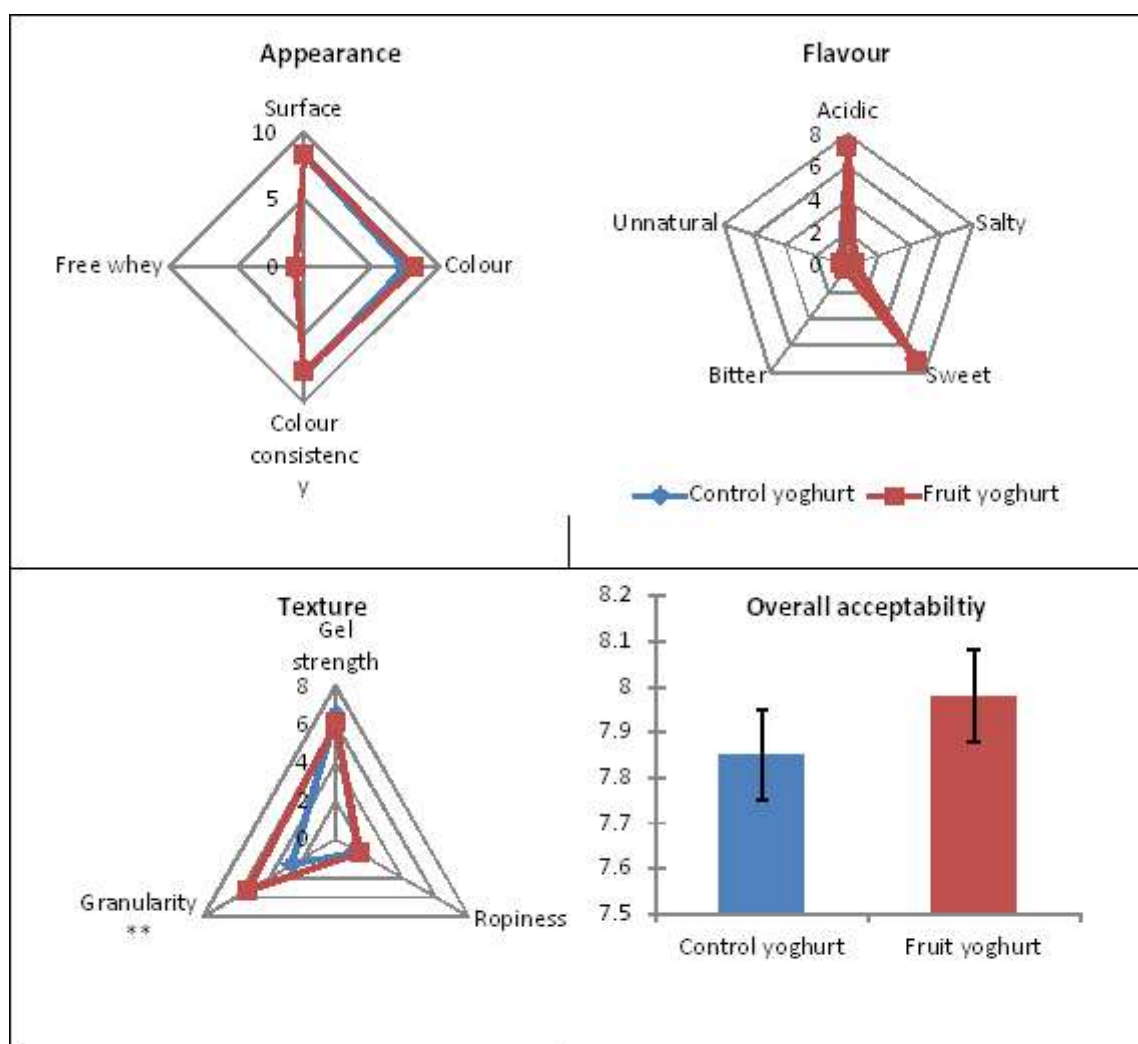 Appearance
Surface
10
5
0
Free whey
Colour
Colour
consistenc
y
Flavour
Acidic
8
6
4
2
0
Unnatural
Salty
Bitter
Sweet
Control yoghurt
Fruit yoghurt
Texture
Gel
strength
8
6
4
2
0
Granularity
**
Ropiness
Overall acceptabiltiy
8.2
8.1
8
7.9
7.8
7.7
7.6
7.5
Control yoghurt
Fruit yoghurt